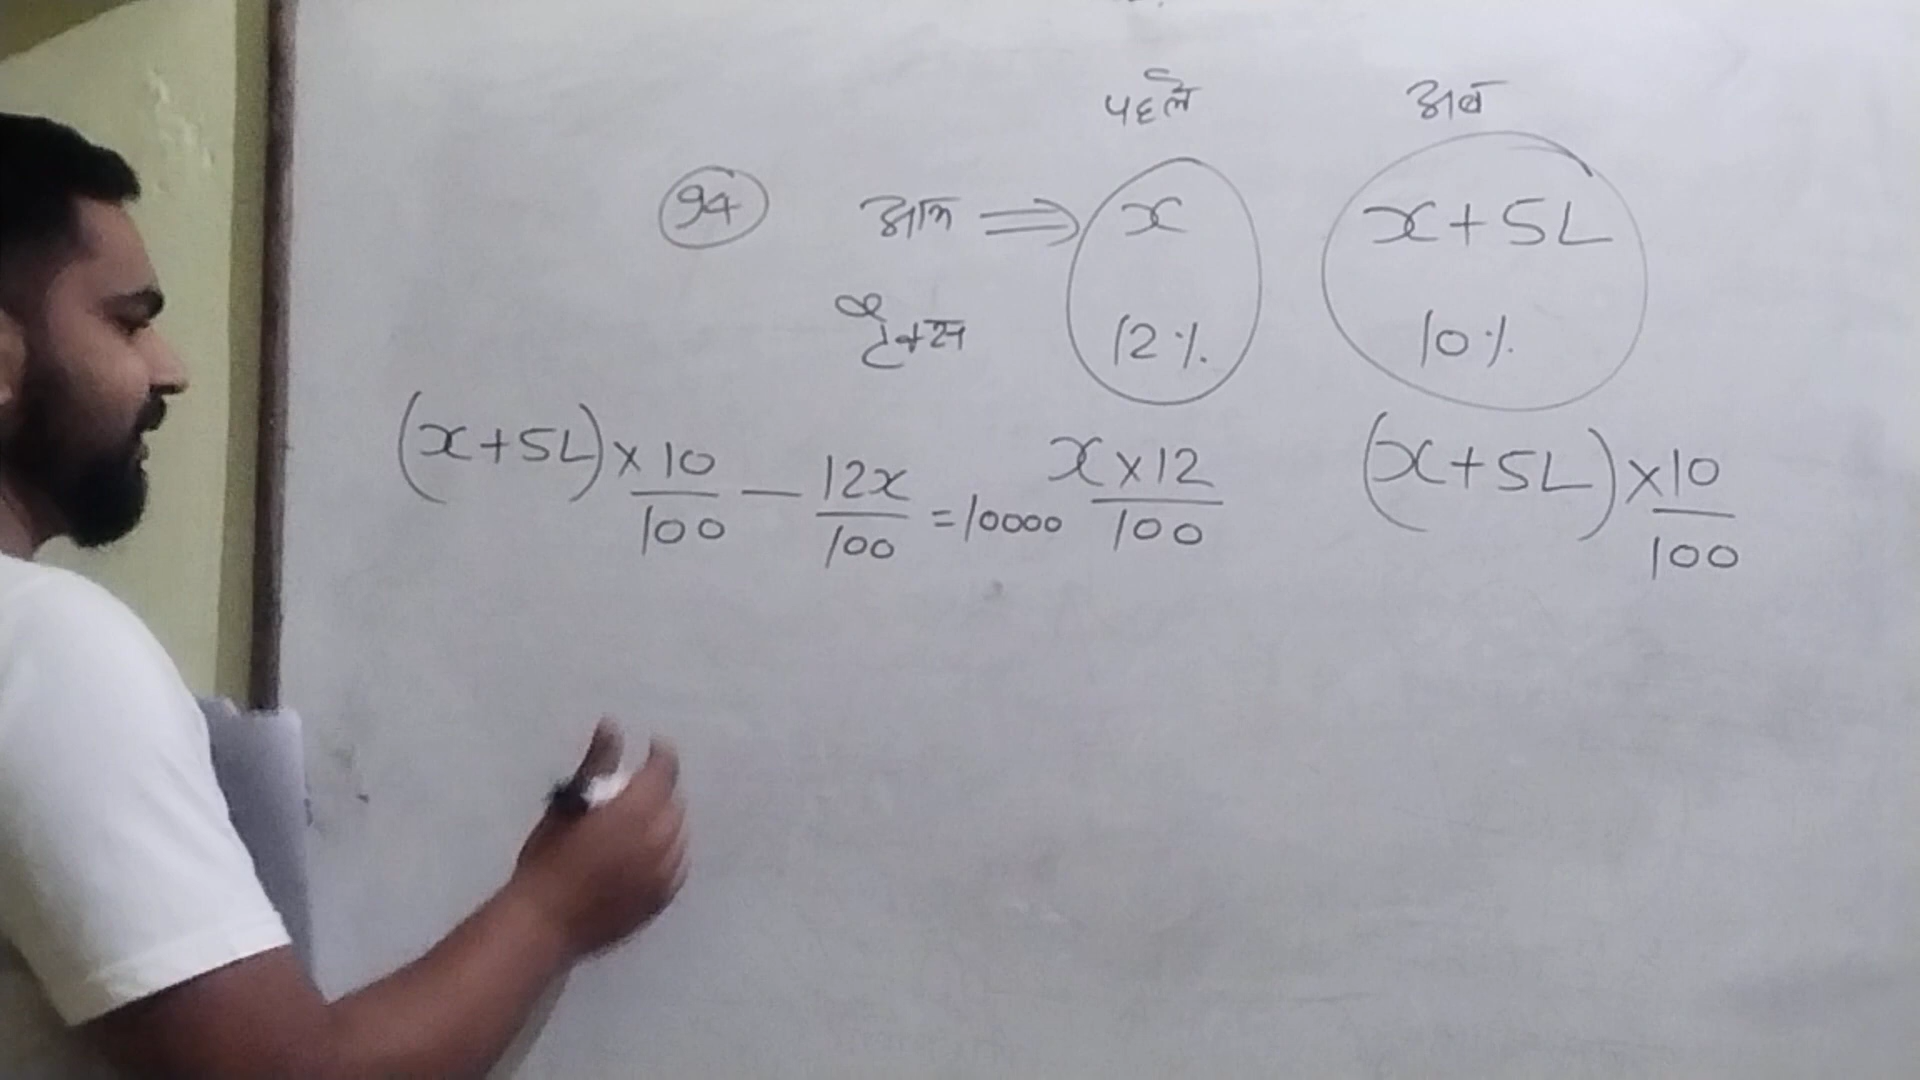 पहले अब
94 आय ⇒ x x+5L
टैक्स 12% 10%
(x+5L)×10/100 − 12x/100 = 10000 x×12/100 (x+5L)×10/100